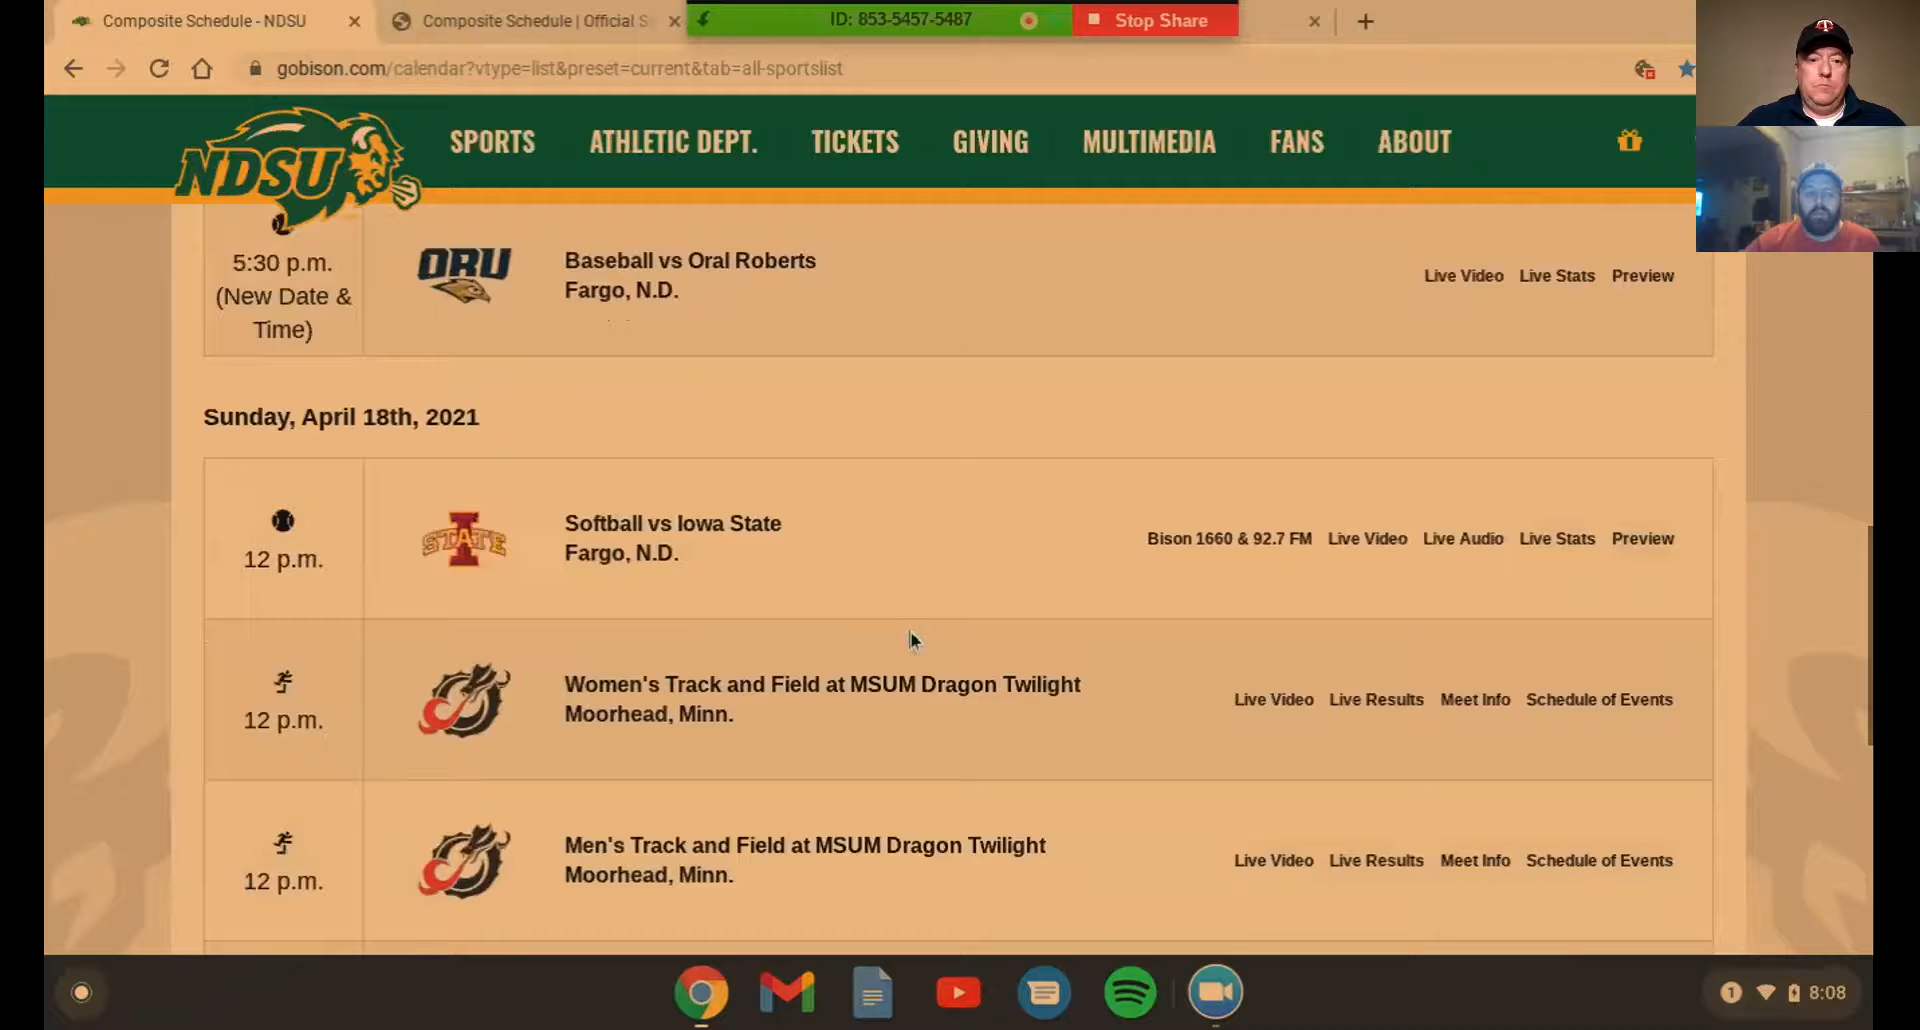 Composite Schedule - NDSU
Composite Schedule | Official S
ID: 853-5457-5487
Stop Share
gobison.com/calendar?vtype=list&preset=current&tab=all-sportslist
NDSU
SPORTS ATHLETIC DEPT. TICKETS GIVING MULTIMEDIA FANS ABOUT
5:30 p.m.
(New Date &
Time)
ORU
Baseball vs Oral Roberts
Fargo, N.D.
Live Video Live Stats Preview
Sunday, April 18th, 2021
12 p.m.
I STATE
Softball vs Iowa State
Fargo, N.D.
Bison 1660 & 92.7 FM Live Video Live Audio Live Stats Preview
12 p.m.
Women's Track and Field at MSUM Dragon Twilight
Moorhead, Minn.
Live Video Live Results Meet Info Schedule of Events
12 p.m.
Men's Track and Field at MSUM Dragon Twilight
Moorhead, Minn.
Live Video Live Results Meet Info Schedule of Events
1 8:08